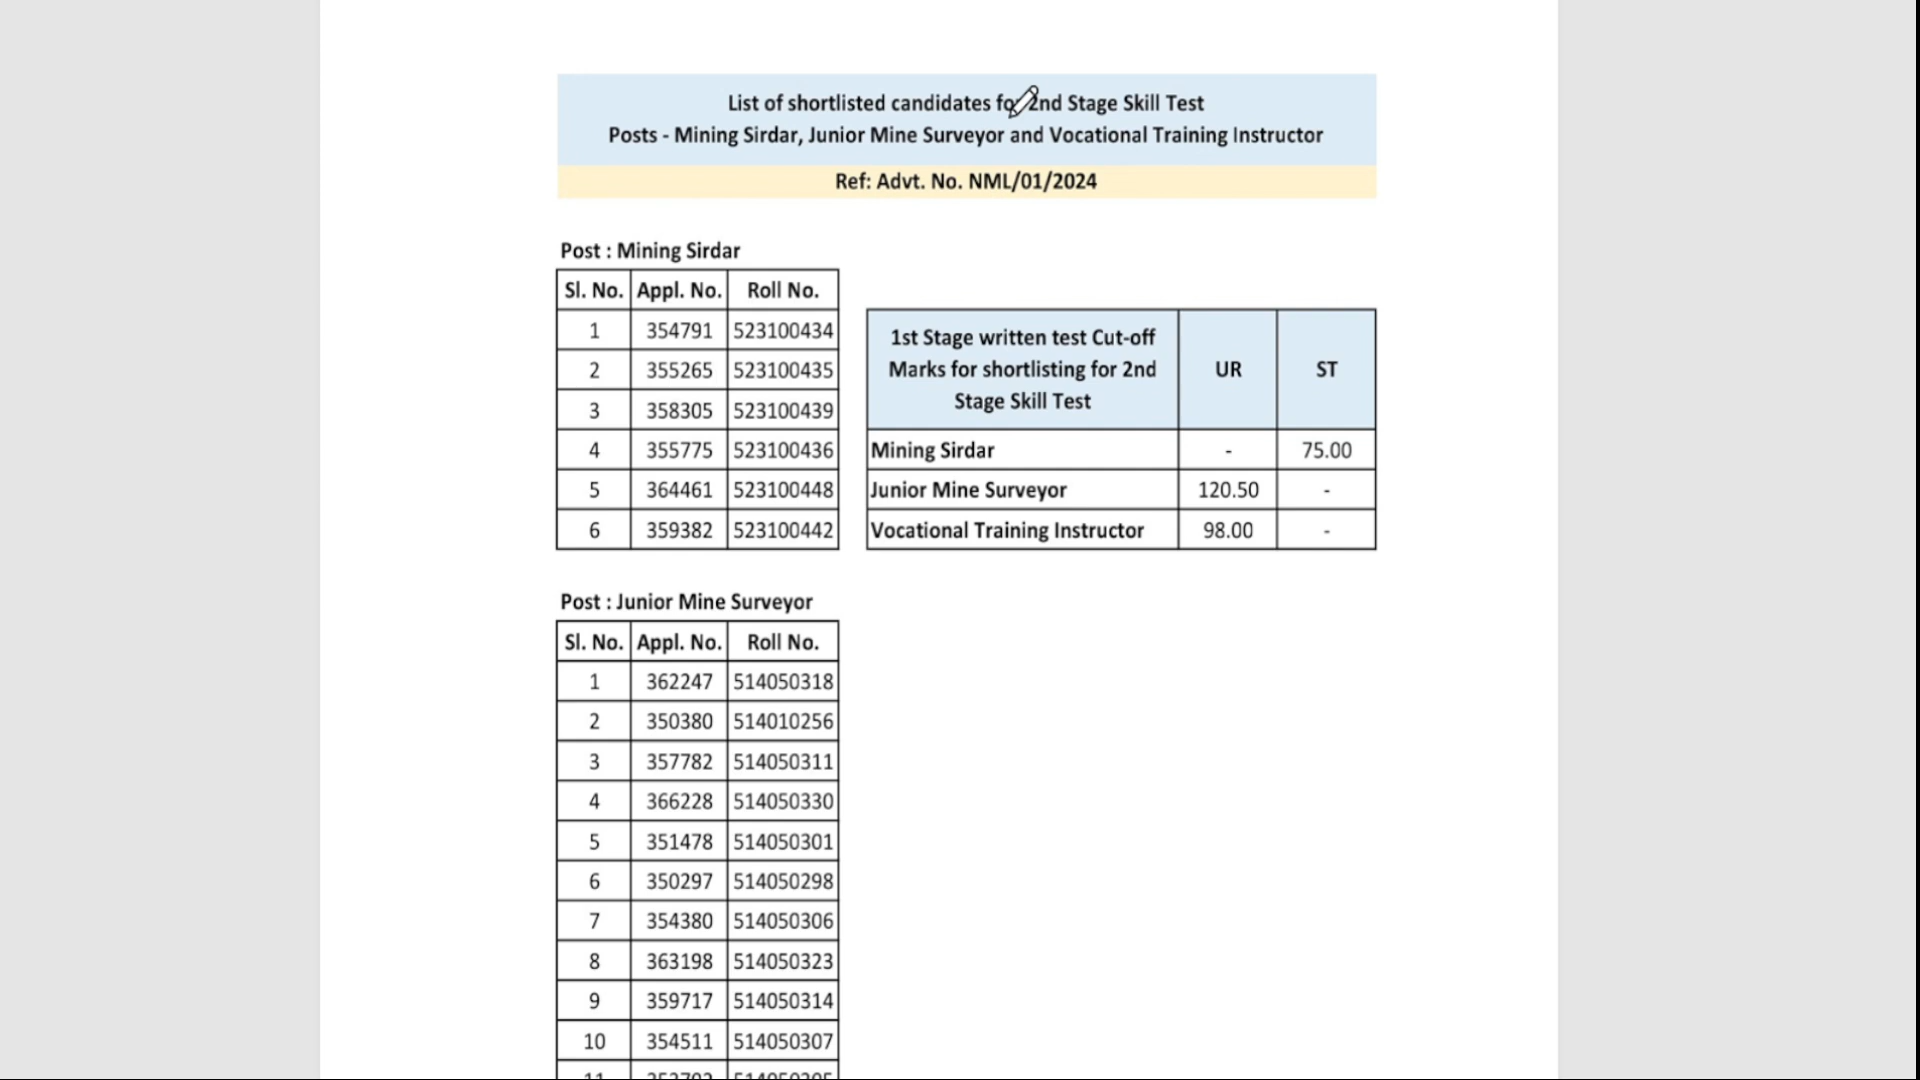 List of shortlisted candidates for 2nd Stage Skill Test
Posts - Mining Sirdar, Junior Mine Surveyor and Vocational Training Instructor
Ref: Advt. No. NML/01/2024
Post : Mining Sirdar
Sl. No. Appl. No. Roll No.
1 354791 523100434
2 355265 523100435
3 358305 523100439
4 355775 523100436
5 364461 523100448
6 359382 523100442
1st Stage written test Cut-off
Marks for shortlisting for 2nd
Stage Skill Test
UR ST
Mining Sirdar - 75.00
Junior Mine Surveyor 120.50 -
Vocational Training Instructor 98.00 -
Post : Junior Mine Surveyor
Sl. No. Appl. No. Roll No.
1 362247 514050318
2 350380 514010256
3 357782 514050311
4 366228 514050330
5 351478 514050301
6 350297 514050298
7 354380 514050306
8 363198 514050323
9 359717 514050314
10 354511 514050307